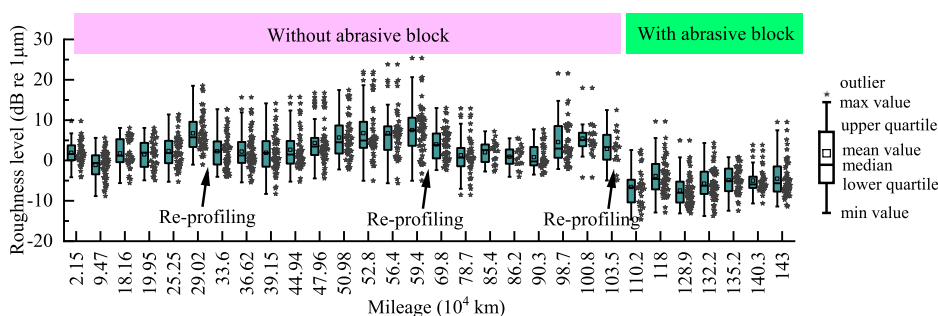 Without abrasive block
With abrasive block
Roughness level (dB re 1μm)
30
20
10
0
-10
-20
Re-profiling
Re-profiling
Re-profiling
2.15
9.47
18.16
19.95
25.25
29.02
33.6
36.62
39.15
44.94
47.96
50.98
52.8
56.4
59.4
69.8
78.7
85.4
86.2
90.3
98.7
100.8
103.5
110.2
118
128.9
132.2
135.2
140.3
143
Mileage (10⁴ km)
outlier
max value
upper quartile
mean value
median
lower quartile
min value